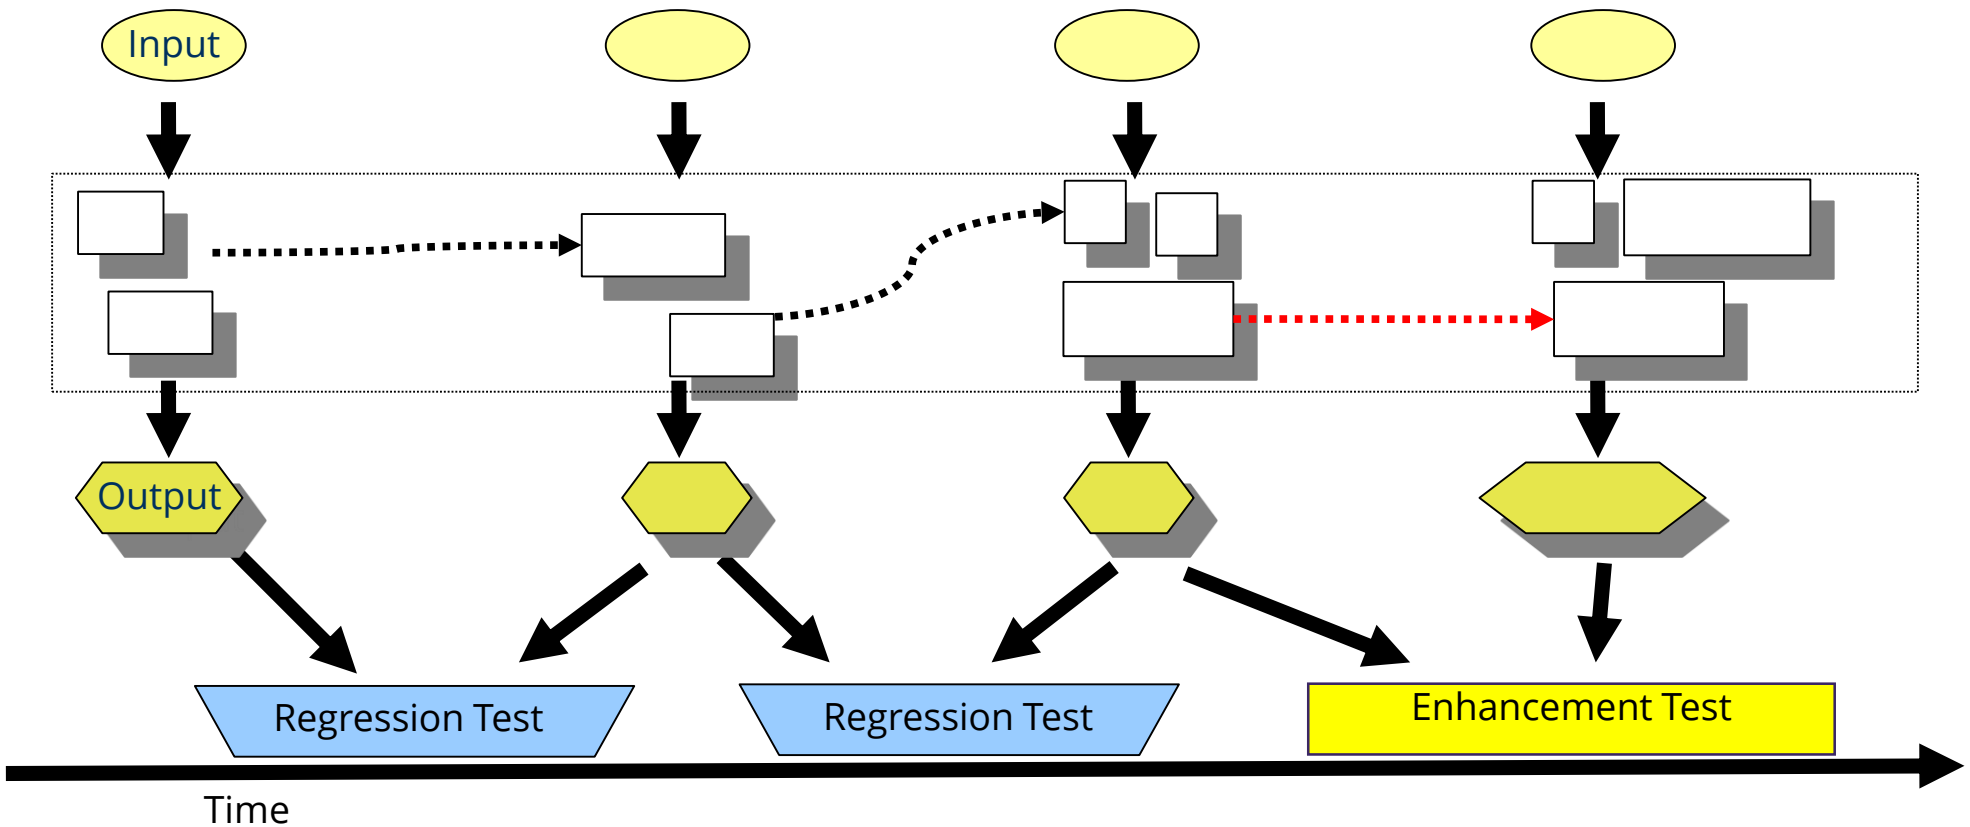 Input
Output
Regression Test
Regression Test
Enhancement Test
Time